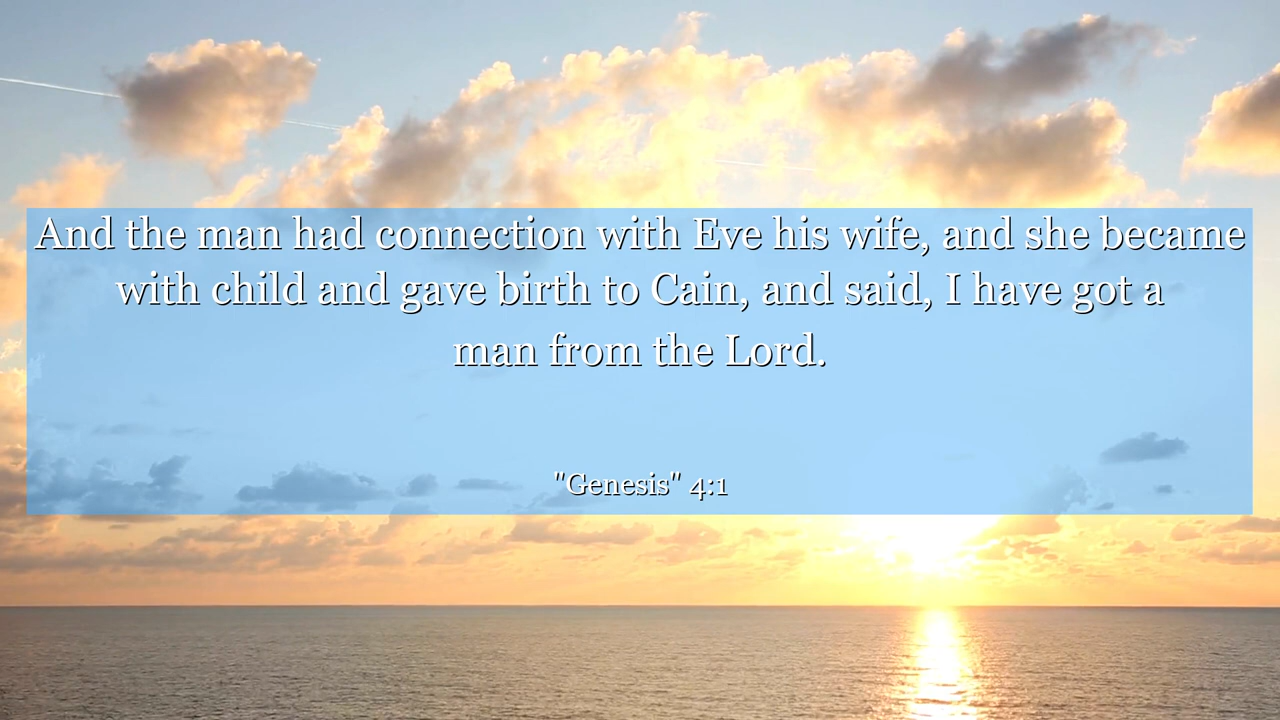 And the man had connection with Eve his wife, and she became
with child and gave birth to Cain, and said, I have got a
man from the Lord.
"Genesis" 4:1